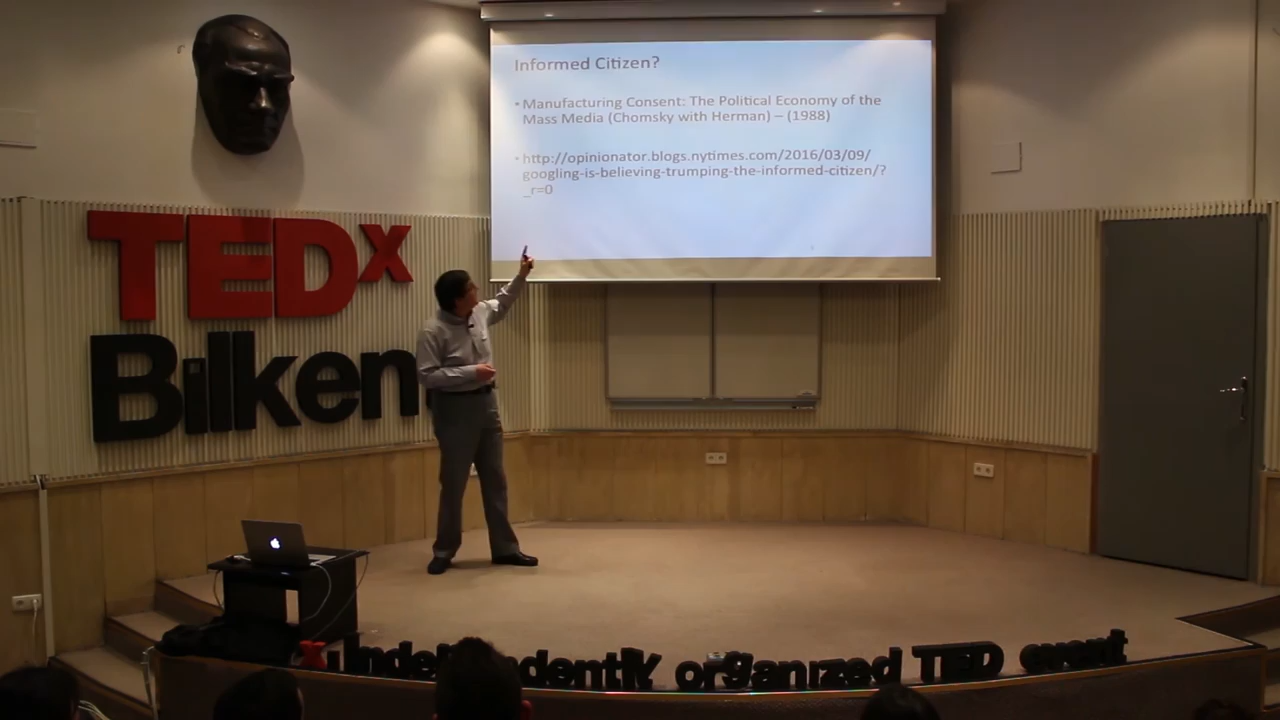 Informed Citizen?
• Manufacturing Consent: The Political Economy of the
Mass Media (Chomsky with Herman) – (1988)
• http://opinionator.blogs.nytimes.com/2016/03/09/
googling-is-believing-trumping-the-informed-citizen/?
_r=0
TEDx
Bilken
x Independently organized TED event